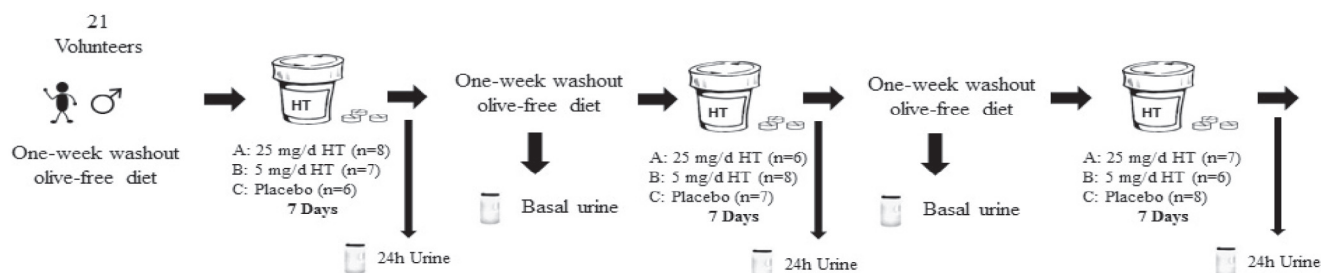 21
Volunteers
One-week washout
olive-free diet
HT
A: 25 mg/d HT (n=8)
B: 5 mg/d HT (n=7)
C: Placebo (n=6)
7 Days
24h Urine
One-week washout
olive-free diet
Basal urine
HT
A: 25 mg/d HT (n=6)
B: 5 mg/d HT (n=8)
C: Placebo (n=7)
7 Days
24h Urine
One-week washout
olive-free diet
Basal urine
HT
A: 25 mg/d HT (n=7)
B: 5 mg/d HT (n=6)
C: Placebo (n=8)
7 Days
24h Urine